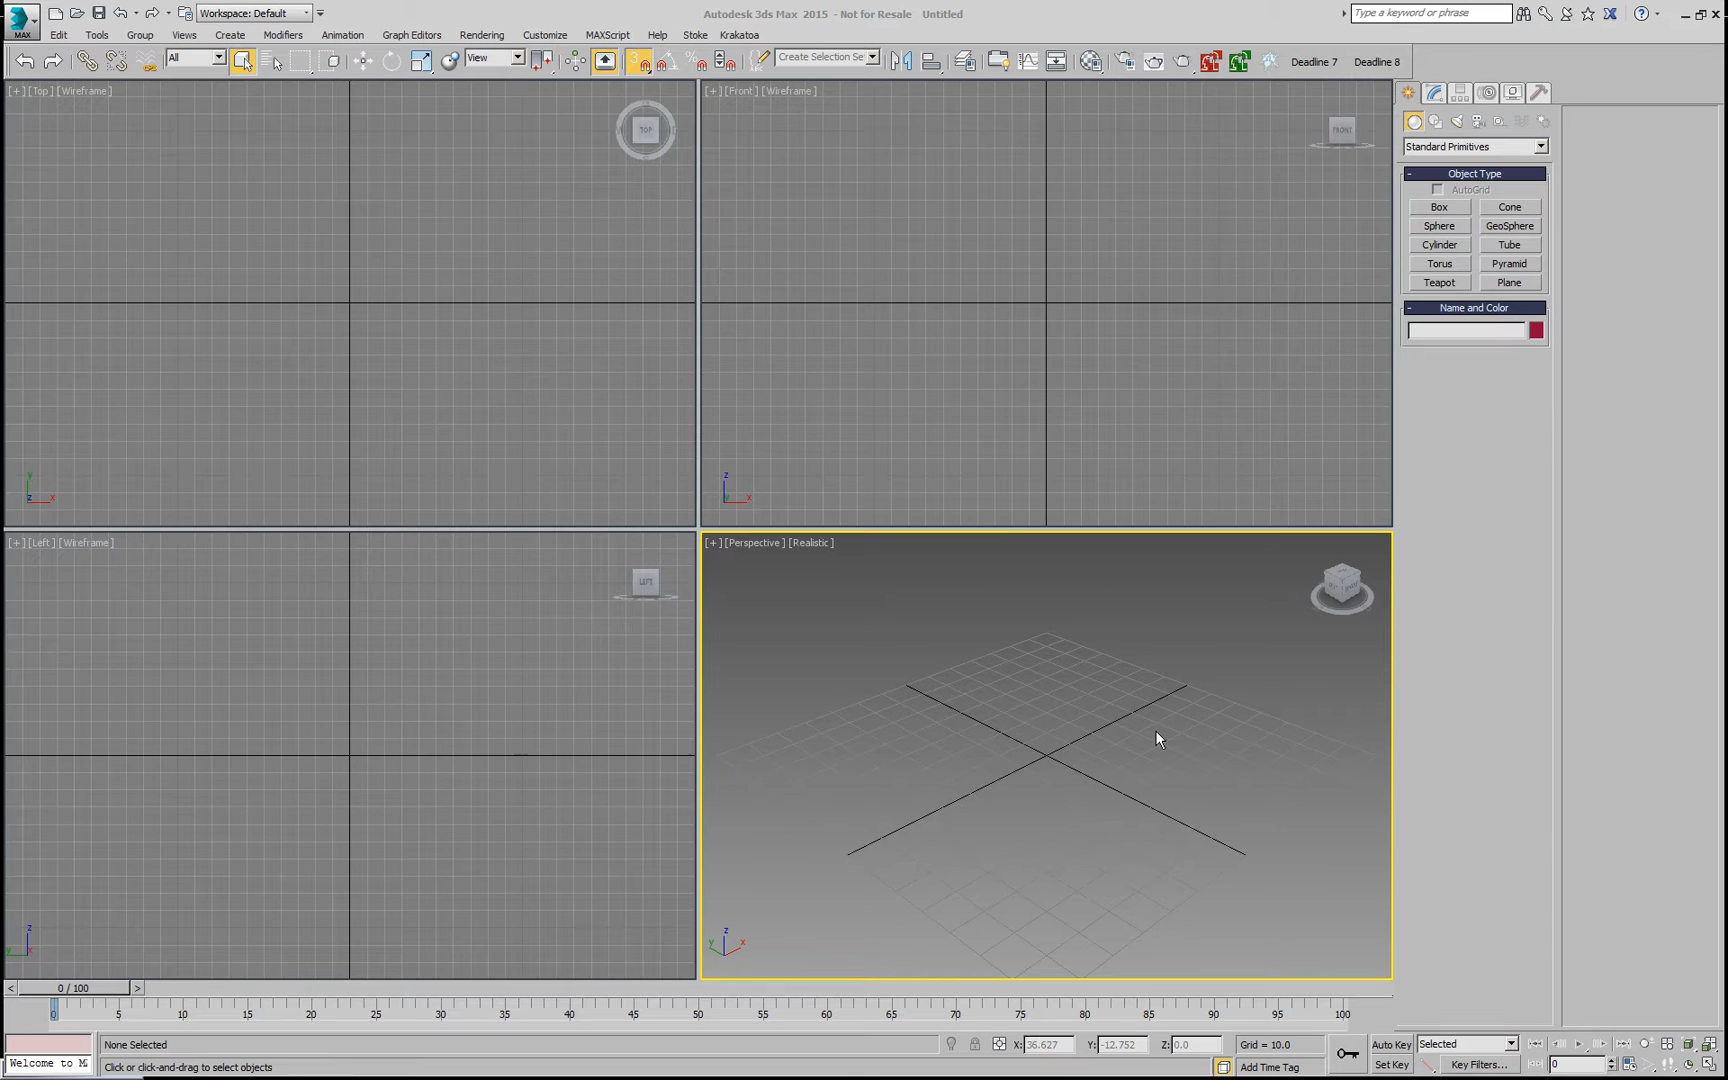 Workspace: Default
Autodesk 3ds Max 2015 - Not for Resale Untitled
Type a keyword or phrase
MAX
Edit Tools Group Views Create Modifiers Animation Graph Editors Rendering Customize MAXScript Help Stoke Krakatoa
All View 3 Create Selection Se Deadline 7 Deadline 8
[+] [Top] [Wireframe] [+] [Front] [Wireframe]
TOP FRONT
Standard Primitives
- Object Type
AutoGrid
Box Cone
Sphere GeoSphere
Cylinder Tube
Torus Pyramid
Teapot Plane
- Name and Color
y z
z x y x
[+] [Left] [Wireframe] [+] [Perspective] [Realistic]
LEFT
z z
y x y x
< 0 / 100 >
0 5 10 15 20 25 30 35 40 45 50 55 60 65 70 75 80 85 90 95 100
None Selected X: 36.627 Y: -12.752 Z: 0.0 Grid = 10.0 Auto Key Selected
Welcome to M Click or click-and-drag to select objects Add Time Tag Set Key Key Filters... 0